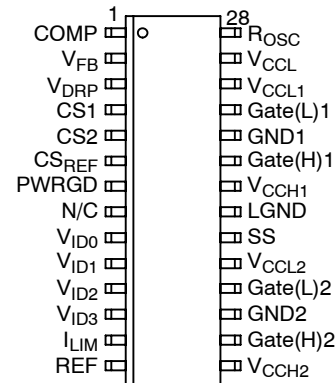 1 28
COMP R_OSC
V_FB V_CCL
V_DRP V_CCL1
CS1 Gate(L)1
CS2 GND1
CS_REF Gate(H)1
PWRGD V_CCH1
N/C LGND
V_ID0 SS
V_ID1 V_CCL2
V_ID2 Gate(L)2
V_ID3 GND2
I_LIM Gate(H)2
REF V_CCH2